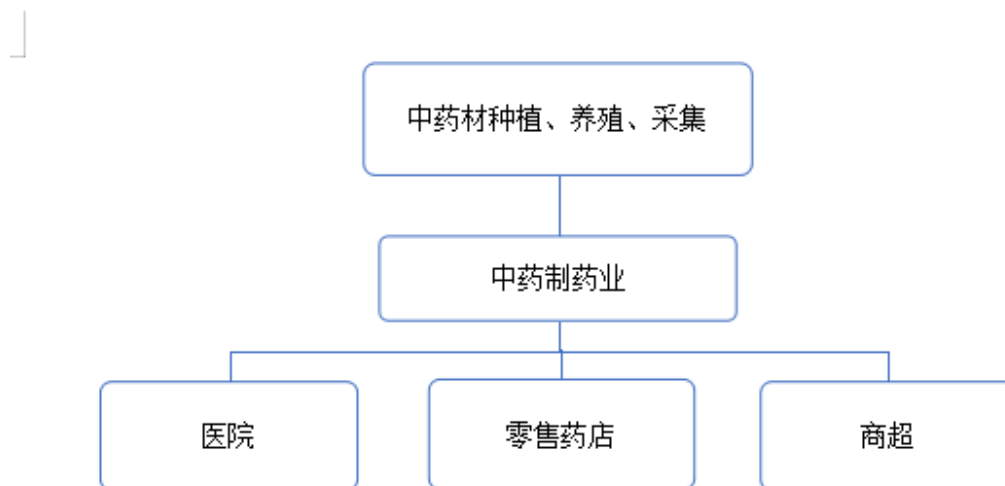 中药材种植、养殖、采集
中药制药业
医院
零售药店
商超